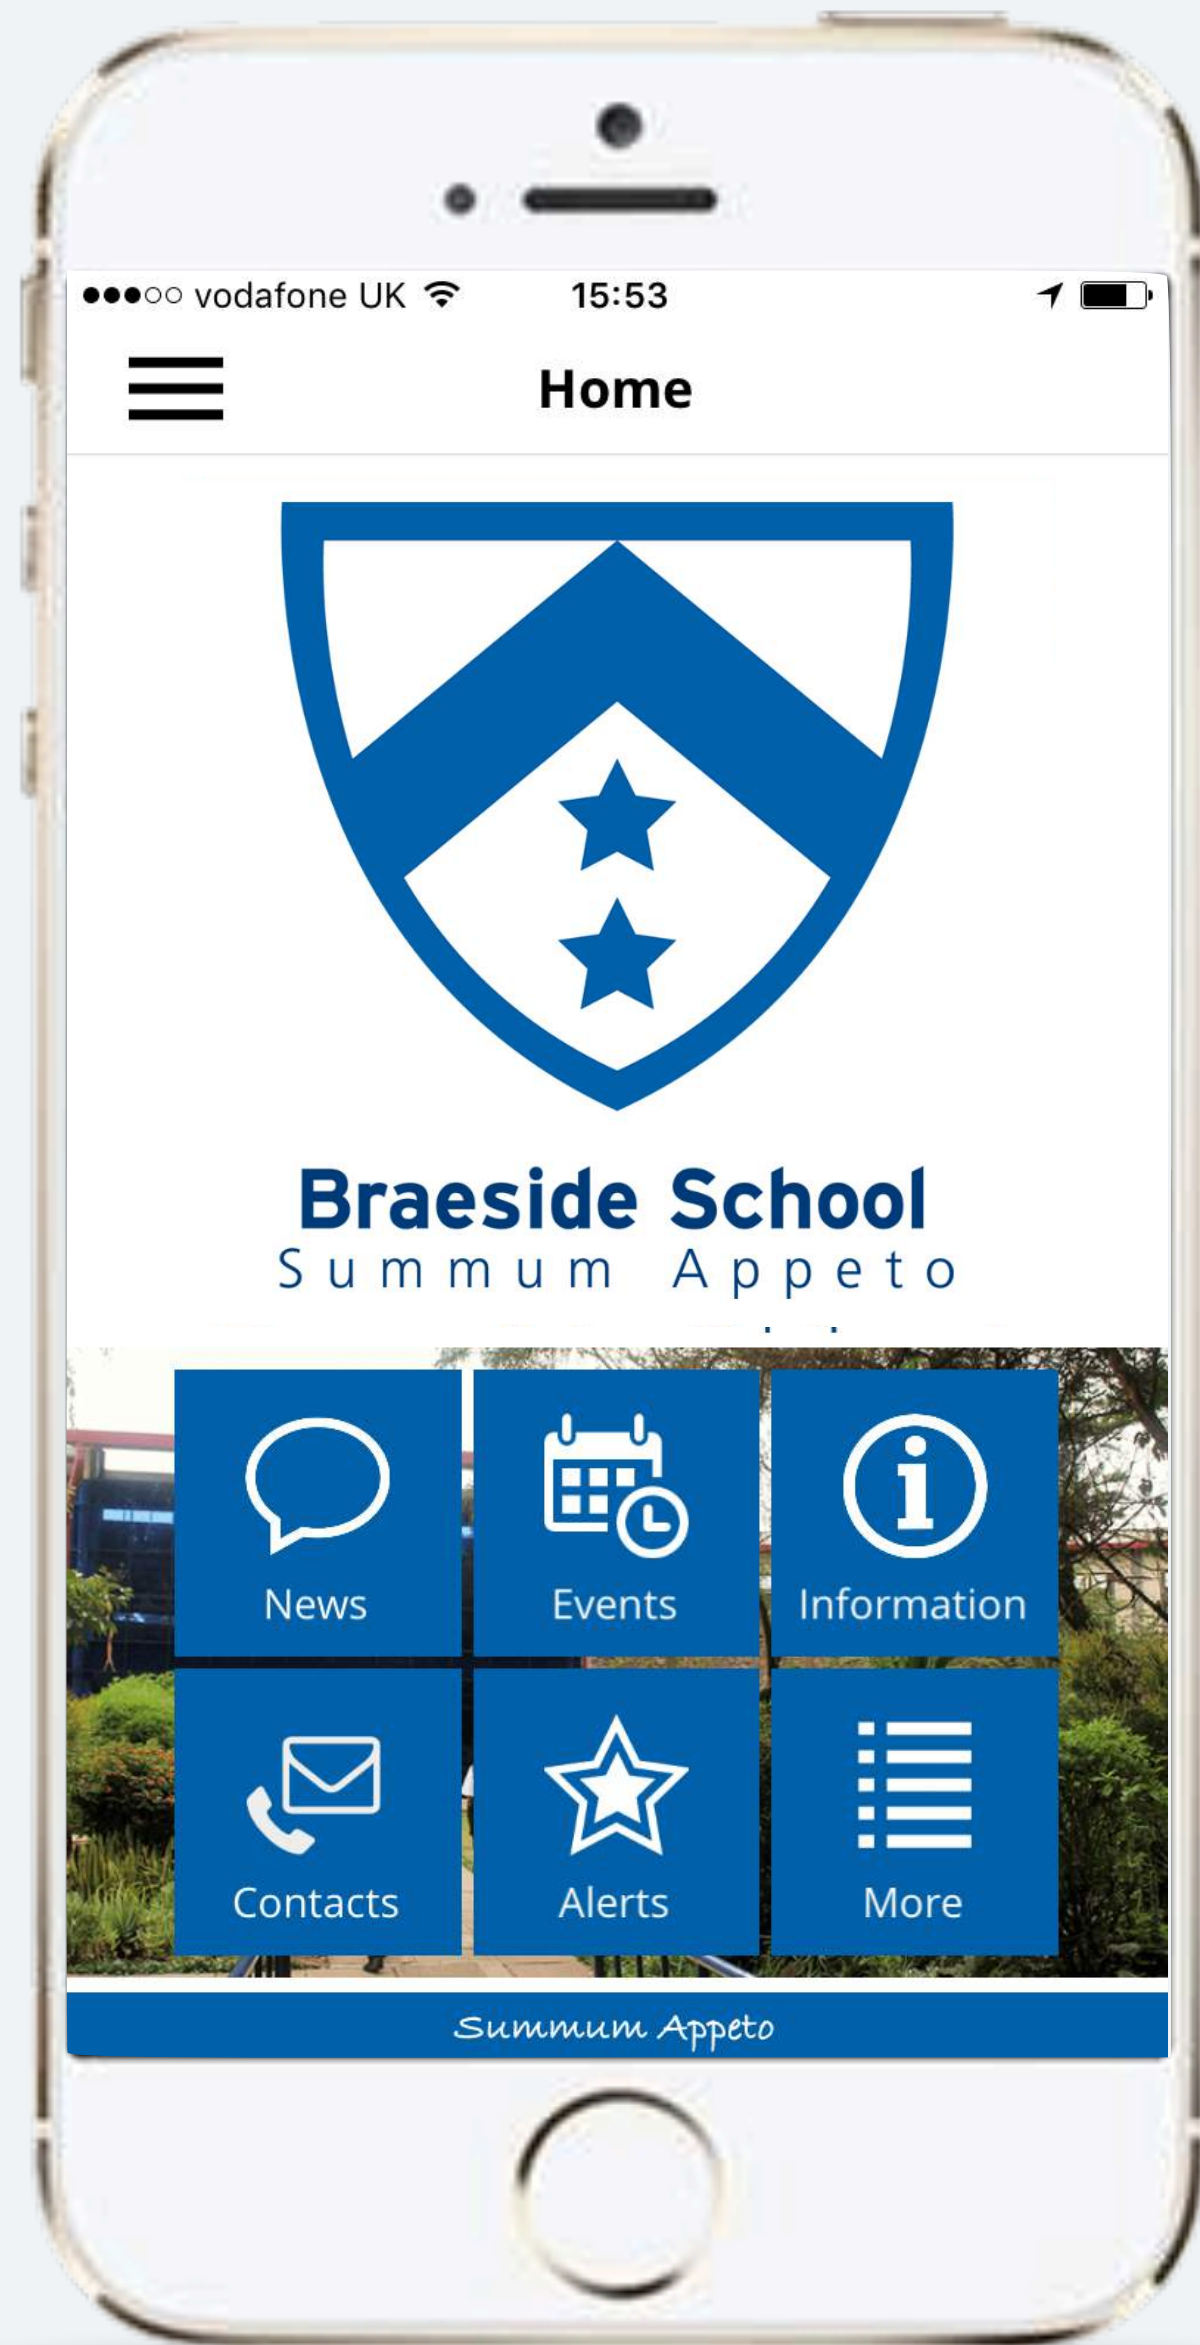 vodafone UK 15:53
Home
Braeside School
Summum Appeto
News Events Information
Contacts Alerts More
Summum Appeto